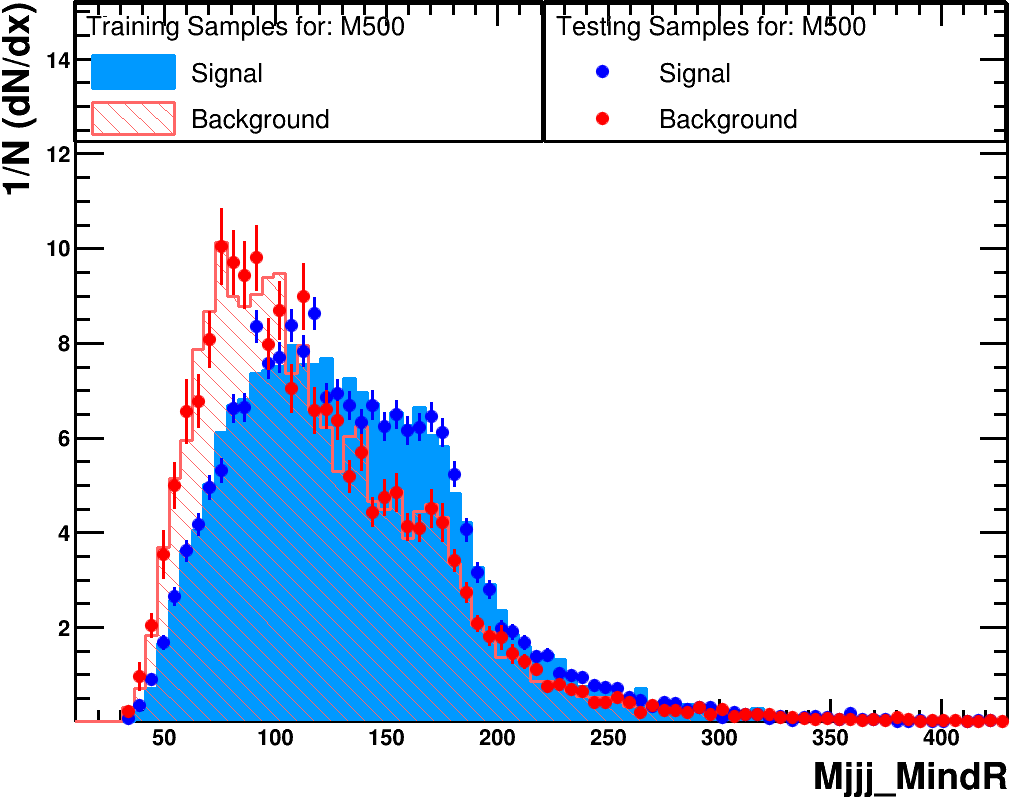 1/N (dN/dx)
Training Samples for: M500
Signal
Background
Testing Samples for: M500
Signal
Background
14
12
10
8
6
4
2
50 100 150 200 250 300 350 400
Mjjj_MindR